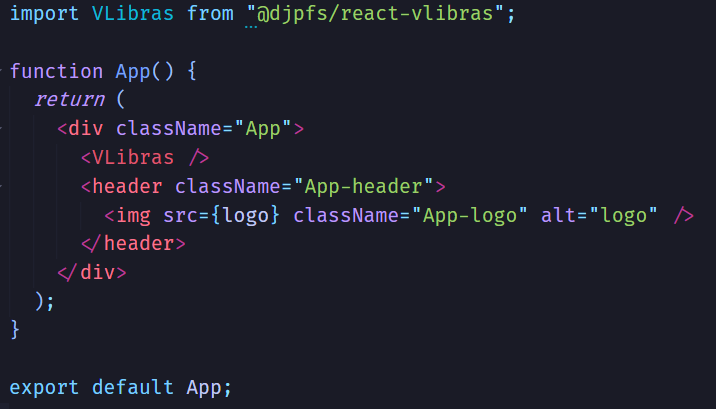 import VLibras from "@djpfs/react-vlibras";
function App() {
return (
<div className="App">
<VLibras />
<header className="App-header">
<img src={logo} className="App-logo" alt="logo" />
</header>
</div>
);
}
export default App;